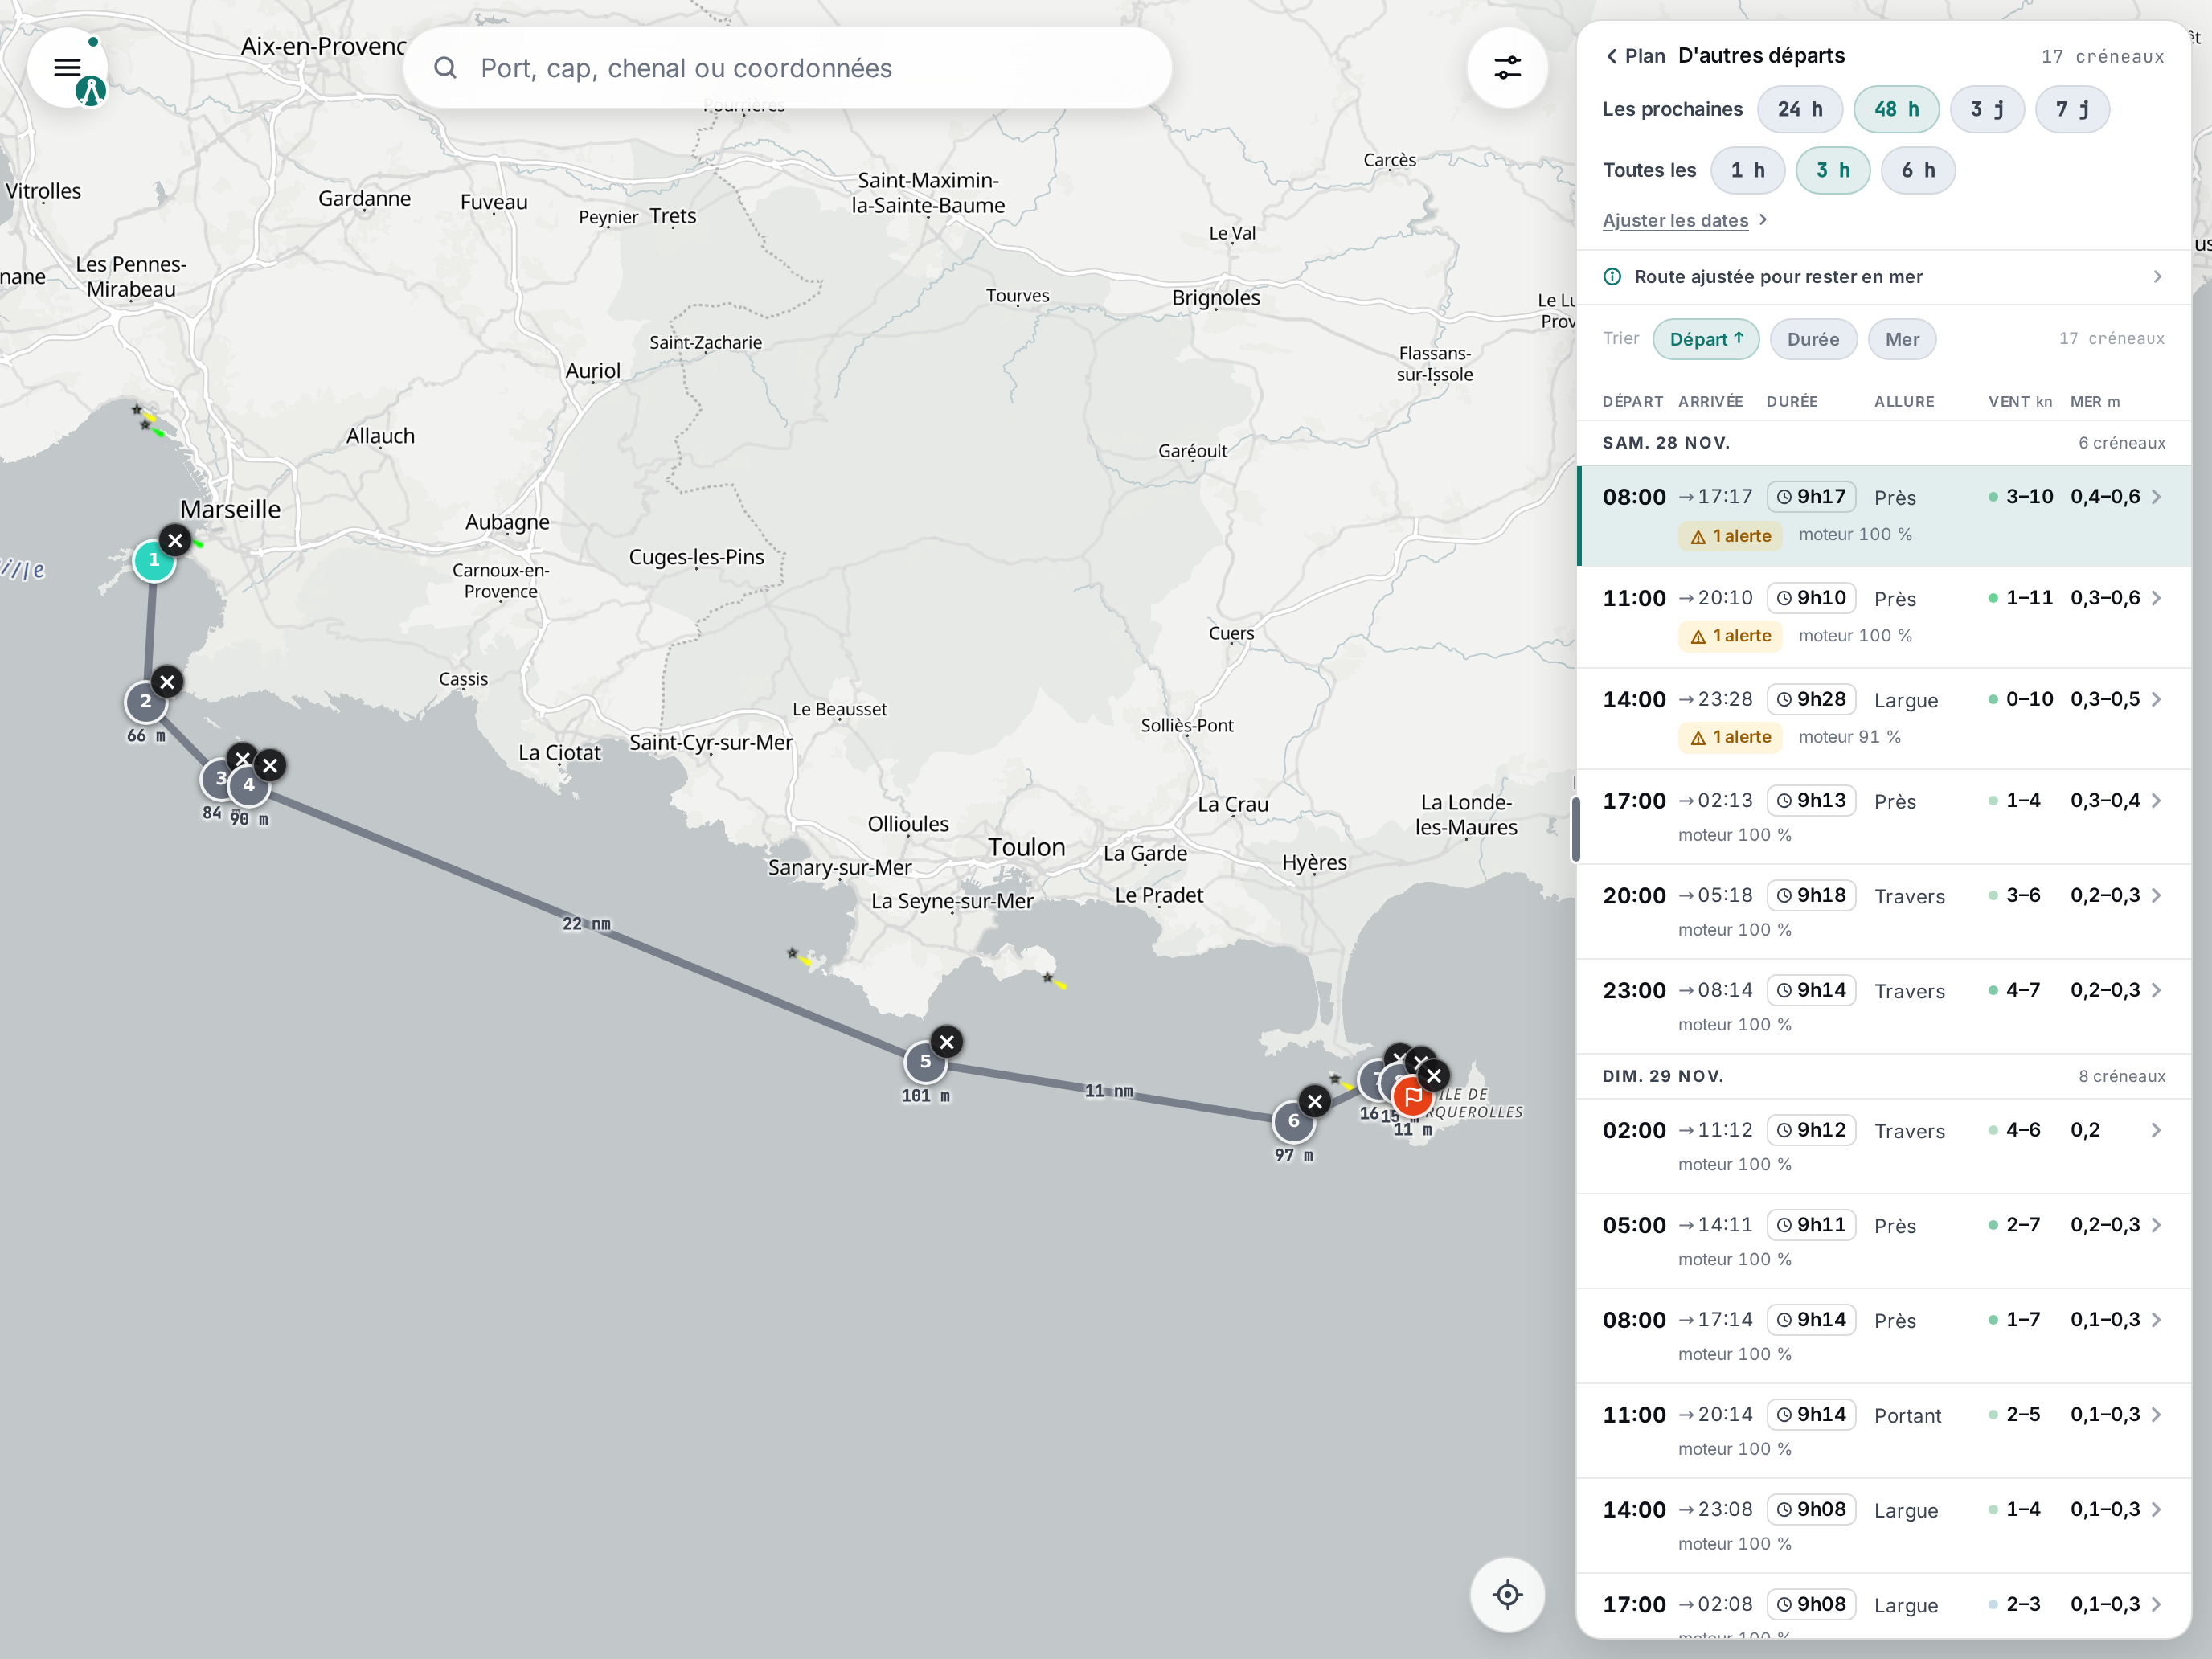 Aix-en-Provenc
Port, cap, chenal ou coordonnées
Pourrières
Carcès
Vitrolles
Gardanne
Fuveau
Peynier
Trets
Saint-Maximin-
la-Sainte-Baume
Le Val
nane
Les Pennes-
Mirabeau
Tourves
Brignoles
Le Lu
Prov
Saint-Zacharie
Auriol
Flassans-
sur-Issole
Allauch
Garéoult
Marseille
Aubagne
Cuges-les-Pins
Carnoux-en-
Provence
ille
1
Cuers
Cassis
2
66 m
Le Beausset
Solliès-Pont
La Ciotat
Saint-Cyr-sur-Mer
3
4
84
90 m
La Crau
La Londe-
les-Maures
Ollioules
Toulon
La Garde
Hyères
Sanary-sur-Mer
La Seyne-sur-Mer
Le Pradet
22 nm
5
101 m
11 nm
6
97 m
7
16
15
11 m
ILE DE
RQUEROLLES
Plan
D'autres départs
17 créneaux
Les prochaines
24 h
48 h
3 j
7 j
Toutes les
1 h
3 h
6 h
Ajuster les dates
Route ajustée pour rester en mer
Trier
Départ ↑
Durée
Mer
17 créneaux
DÉPART ARRIVÉE DURÉE ALLURE VENT kn MER m
SAM. 28 NOV. 6 créneaux
08:00 →17:17 9h17 Près 3–10 0,4–0,6
1 alerte moteur 100 %
11:00 →20:10 9h10 Près 1–11 0,3–0,6
1 alerte moteur 100 %
14:00 →23:28 9h28 Largue 0–10 0,3–0,5
1 alerte moteur 91 %
17:00 →02:13 9h13 Près 1–4 0,3–0,4
moteur 100 %
20:00 →05:18 9h18 Travers 3–6 0,2–0,3
moteur 100 %
23:00 →08:14 9h14 Travers 4–7 0,2–0,3
moteur 100 %
DIM. 29 NOV. 8 créneaux
02:00 →11:12 9h12 Travers 4–6 0,2
moteur 100 %
05:00 →14:11 9h11 Près 2–7 0,2–0,3
moteur 100 %
08:00 →17:14 9h14 Près 1–7 0,1–0,3
moteur 100 %
11:00 →20:14 9h14 Portant 2–5 0,1–0,3
moteur 100 %
14:00 →23:08 9h08 Largue 1–4 0,1–0,3
moteur 100 %
17:00 →02:08 9h08 Largue 2–3 0,1–0,3
moteur 100 %